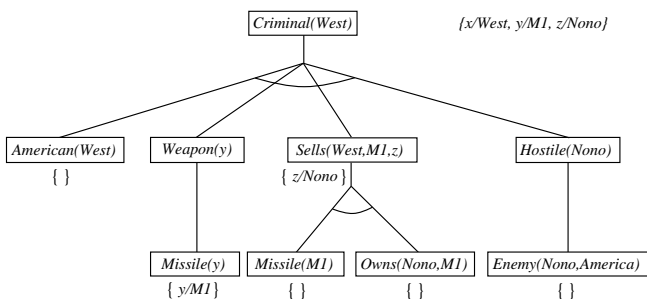 Criminal(West) {x/West, y/M1, z/Nono}
American(West) Weapon(y) Sells(West,M1,z) Hostile(Nono)
{ } { z/Nono }
Missile(y) Missile(M1) Owns(Nono,M1) Enemy(Nono,America)
{ y/M1 } { } { } { }